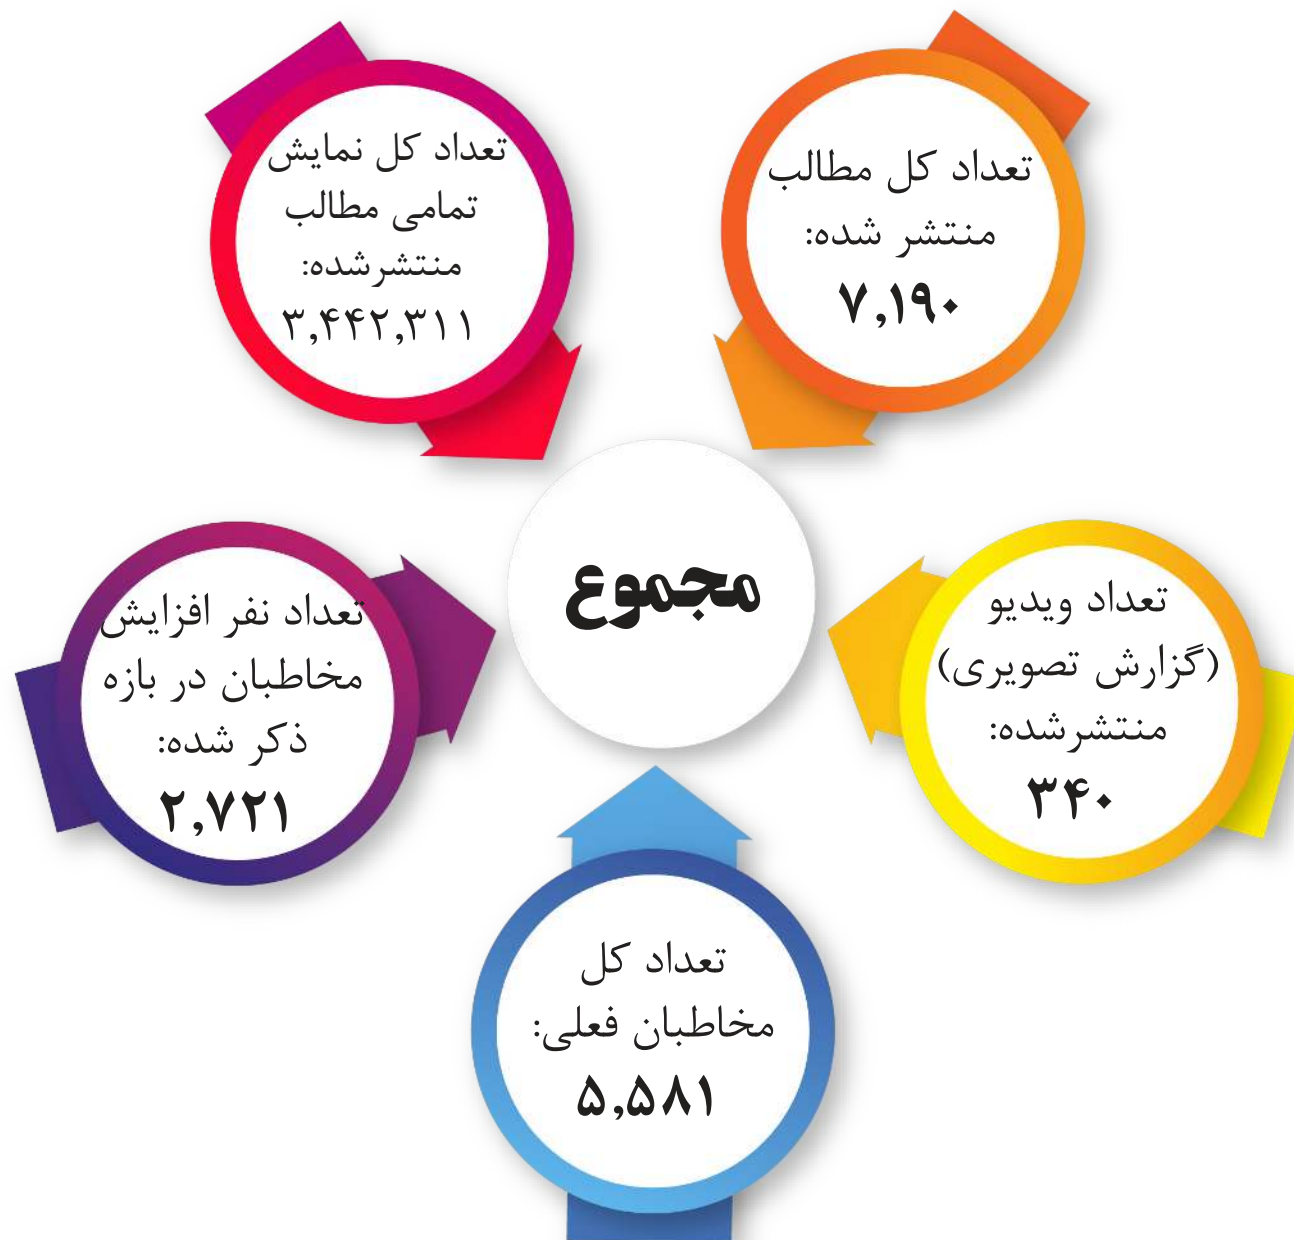 تعداد کل مطالب
منتشر شده:
۷,۱۹۰
تعداد کل نمایش
تمامی مطالب
منتشرشده:
۳,۴۴۲,۳۱۱
مجموع
تعداد ویدیو
(گزارش تصویری)
منتشرشده:
۳۴۰
تعداد نفر افزایش
مخاطبان در بازه
ذکر شده:
۲,۷۲۱
تعداد کل
مخاطبان فعلی:
۵,۵۸۱